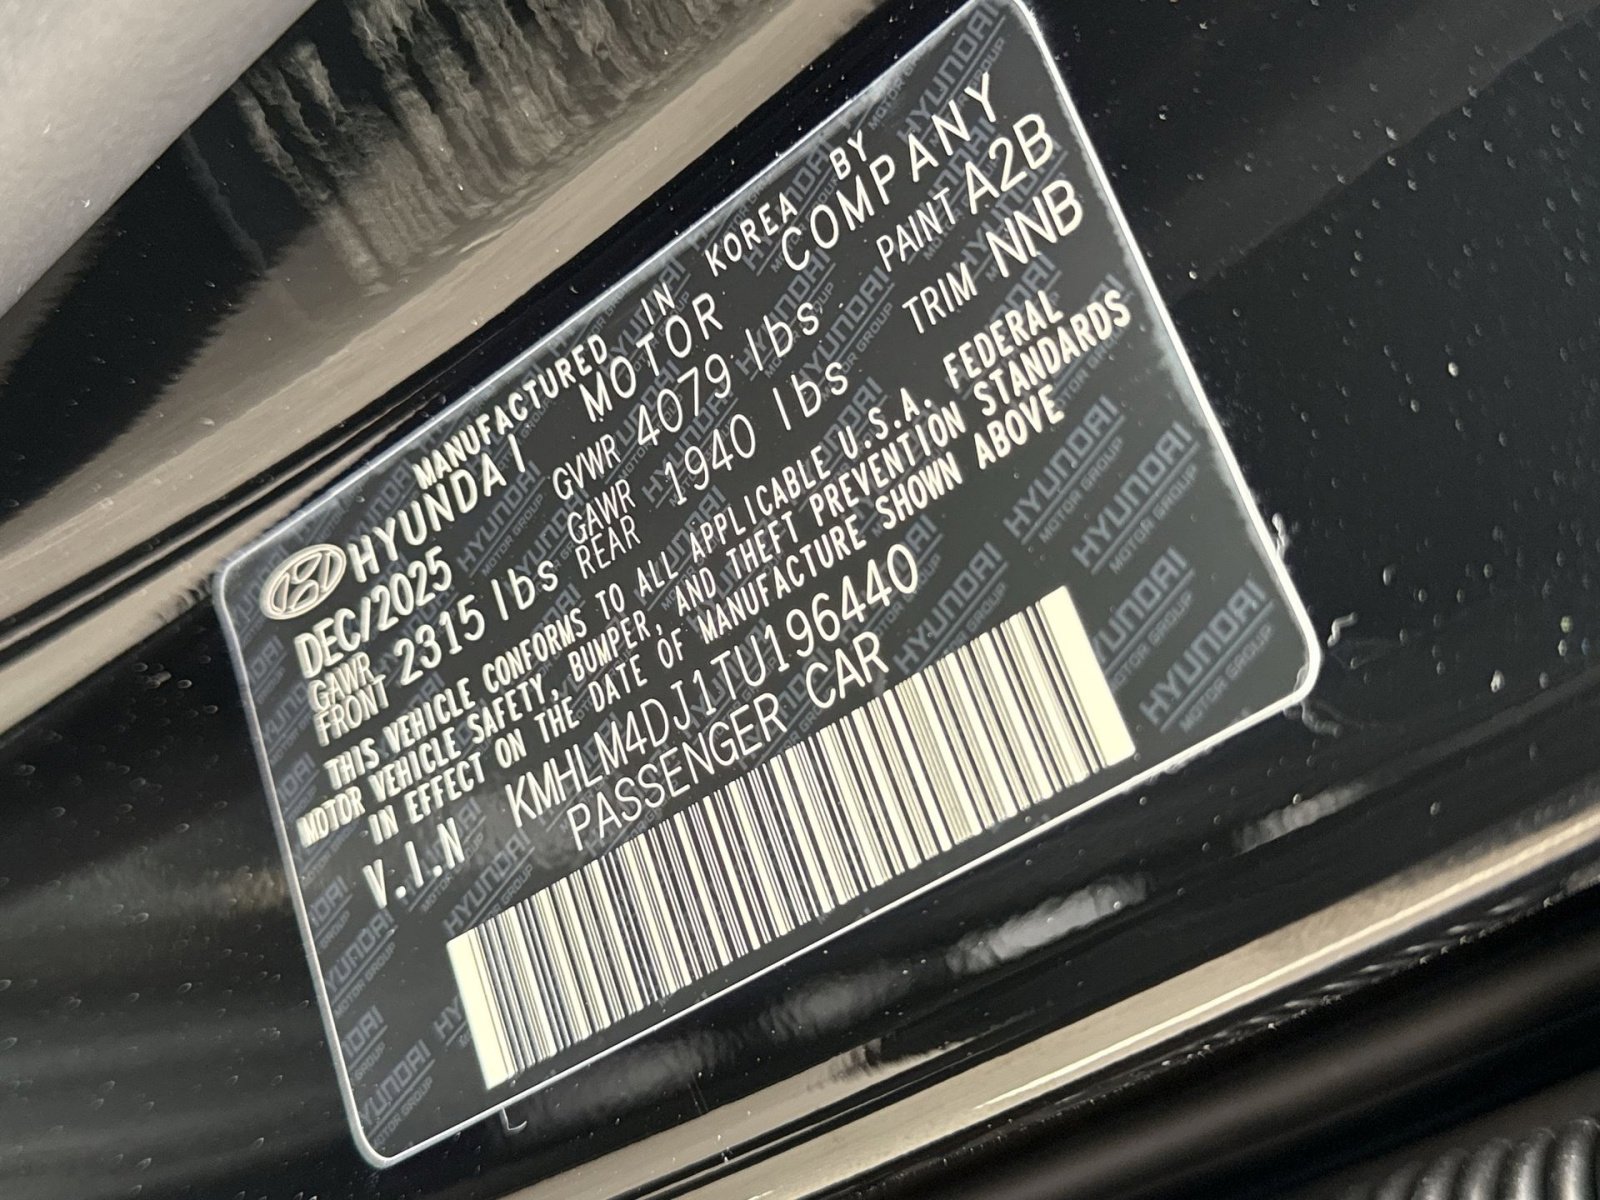 MANUFACTURED IN KOREA BY
HYUNDAI MOTOR COMPANY
DEC/2025 GVWR 4079 lbs PAINT A2B
GAWR FRONT 2315 lbs GAWR REAR 1940 lbs TRIM NNB
THIS VEHICLE CONFORMS TO ALL APPLICABLE U.S.A. FEDERAL
MOTOR VEHICLE SAFETY, BUMPER, AND THEFT PREVENTION STANDARDS
IN EFFECT ON THE DATE OF MANUFACTURE SHOWN ABOVE
V.I.N KMHLM4DJ1TU196440
PASSENGER CAR
HYUNDAI
MOTOR GROUP